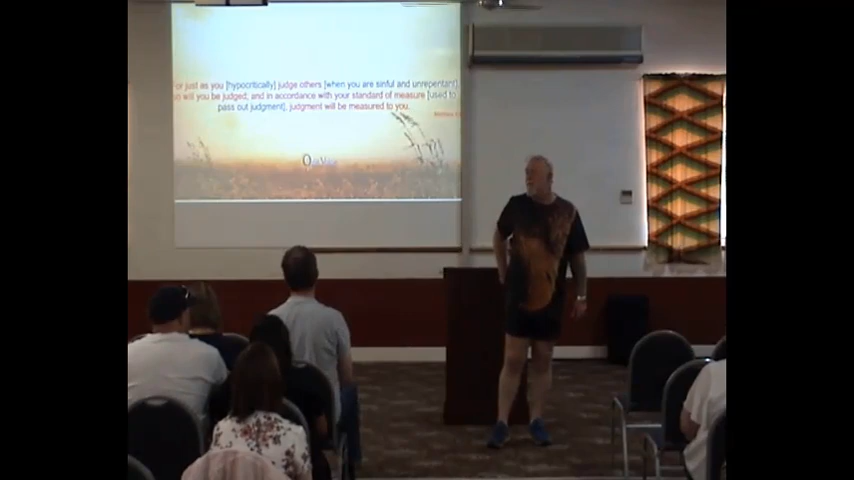 For just as you [hypocritically] judge others [when you are sinful and unrepentant],
so will you be judged; and in accordance with your standard of measure [used to
pass out judgment], judgment will be measured to you.